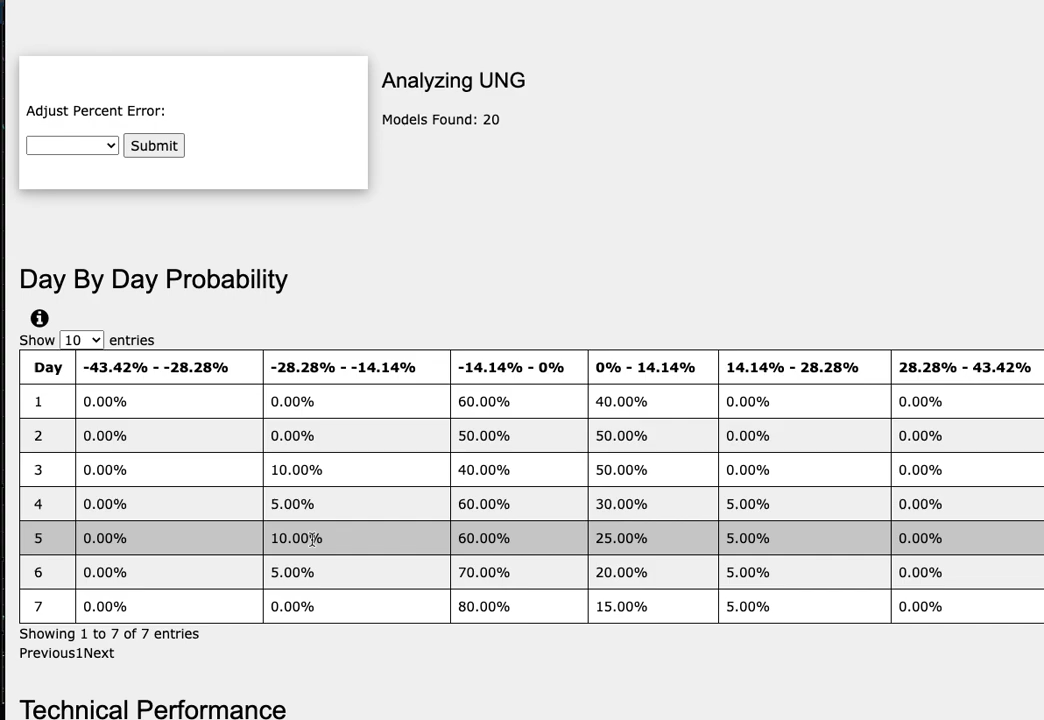 Analyzing UNG
Adjust Percent Error:
Models Found: 20
Submit
Day By Day Probability
Show 10 entries
Day -43.42% - -28.28% -28.28% - -14.14% -14.14% - 0% 0% - 14.14% 14.14% - 28.28% 28.28% - 43.42%
1 0.00% 0.00% 60.00% 40.00% 0.00% 0.00%
2 0.00% 0.00% 50.00% 50.00% 0.00% 0.00%
3 0.00% 10.00% 40.00% 50.00% 0.00% 0.00%
4 0.00% 5.00% 60.00% 30.00% 5.00% 0.00%
5 0.00% 10.00% 60.00% 25.00% 5.00% 0.00%
6 0.00% 5.00% 70.00% 20.00% 5.00% 0.00%
7 0.00% 0.00% 80.00% 15.00% 5.00% 0.00%
Showing 1 to 7 of 7 entries
Previous1Next
Technical Performance